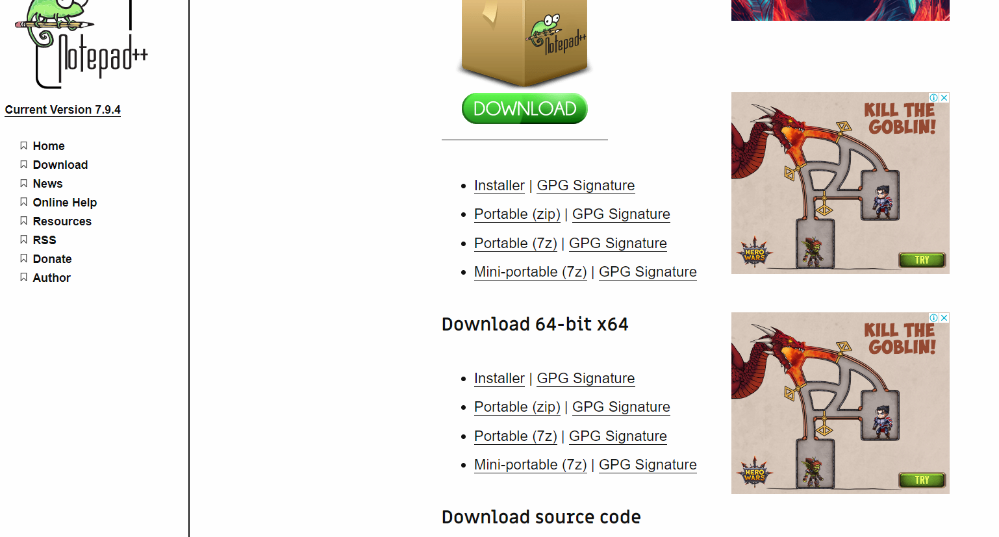 Notepad++
Current Version 7.9.4
Home
Download
News
Online Help
Resources
RSS
Donate
Author
Notepad++
DOWNLOAD
Installer | GPG Signature
Portable (zip) | GPG Signature
Portable (7z) | GPG Signature
Mini-portable (7z) | GPG Signature
Download 64-bit x64
Installer | GPG Signature
Portable (zip) | GPG Signature
Portable (7z) | GPG Signature
Mini-portable (7z) | GPG Signature
Download source code
KILL THE
GOBLIN!
HERO
WARS
TRY
KILL THE
GOBLIN!
HERO
WARS
TRY